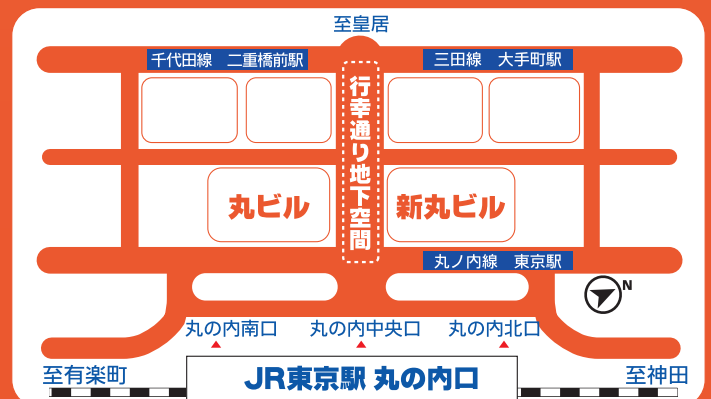 至皇居
千代田線　二重橋前駅
三田線　大手町駅
行幸通り地下空間
丸ビル
新丸ビル
丸ノ内線　東京駅
N
丸の内南口
丸の内中央口
丸の内北口
至有楽町
JR東京駅 丸の内口
至神田